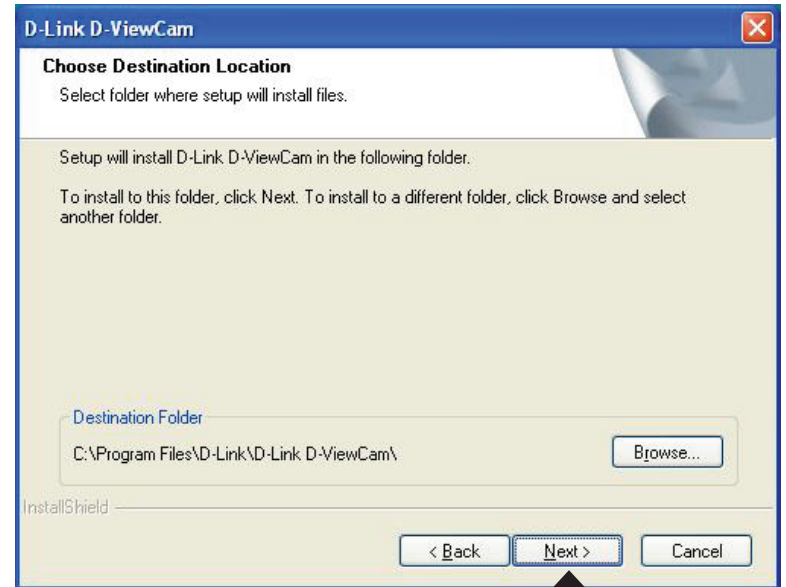 D-Link D-ViewCam
Choose Destination Location
Select folder where setup will install files.
Setup will install D-Link D-ViewCam in the following folder.
To install to this folder, click Next. To install to a different folder, click Browse and select
another folder.
Destination Folder
C:\Program Files\D-Link\D-Link D-ViewCam\
Browse...
InstallShield
< Back
Next >
Cancel